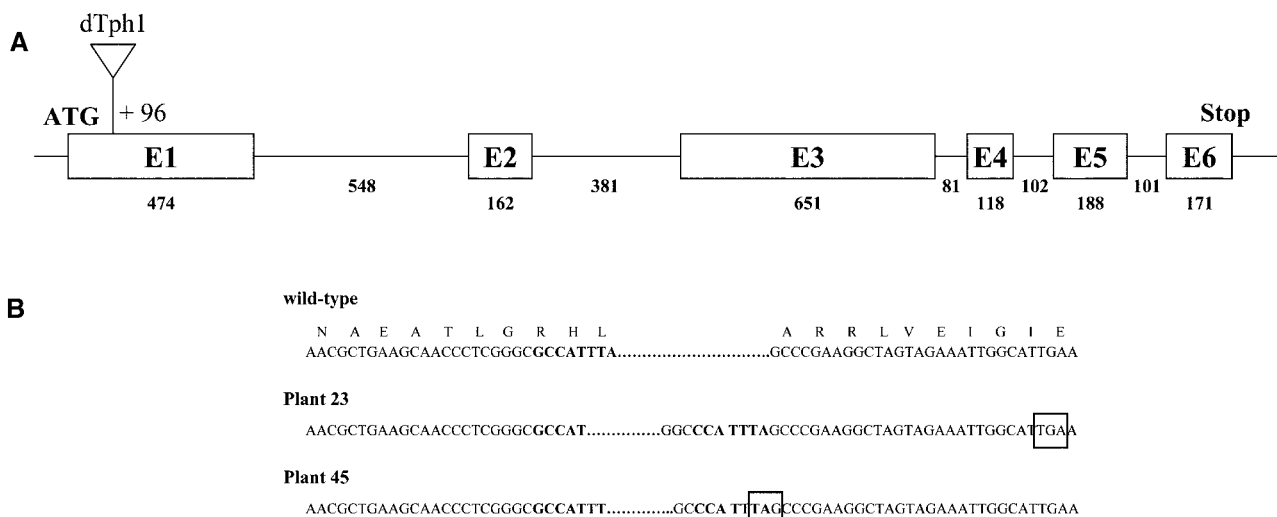 A
dTph1
ATG + 96
Stop
E1 E2 E3 E4 E5 E6
548 381 81 102 101
474 162 651 118 188 171
B
wild-type
N A E A T L G R H L A R R L V E I G I E
AACGCTGAAGCAACCCTCGGGCGCCATTTA............................GCCCGAAGGCTAGTAGAAATTGGCATTGAA
Plant 23
AACGCTGAAGCAACCCTCGGGCGCCAT..............GGCCCATTTAGCCCGAAGGCTAGTAGAAATTGGCATTGAA
Plant 45
AACGCTGAAGCAACCCTCGGGCGCCATTT..............GCCCATTTAGCCCGAAGGCTAGTAGAAATTGGCATTGAA